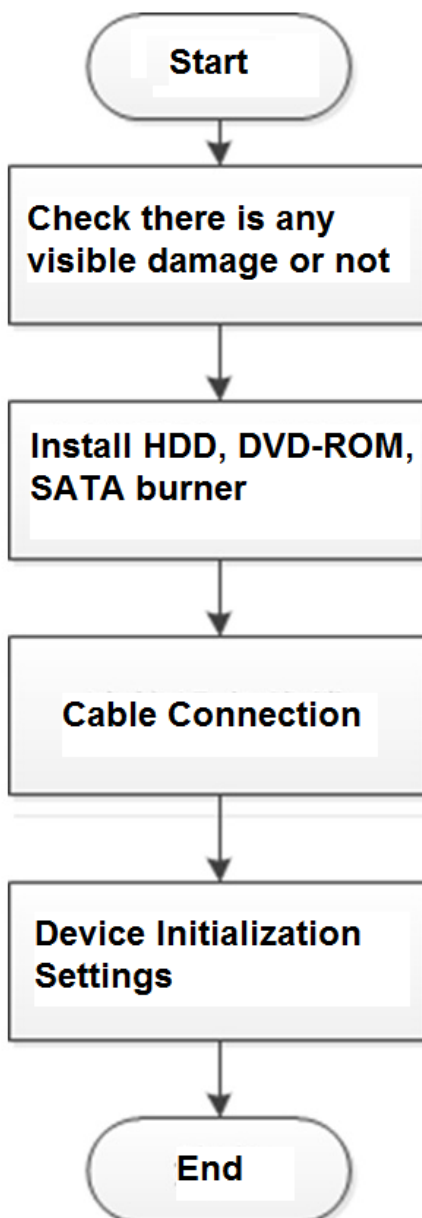 Start
Check there is any
visible damage or not
Install HDD, DVD-ROM,
SATA burner
Cable Connection
Device Initialization
Settings
End